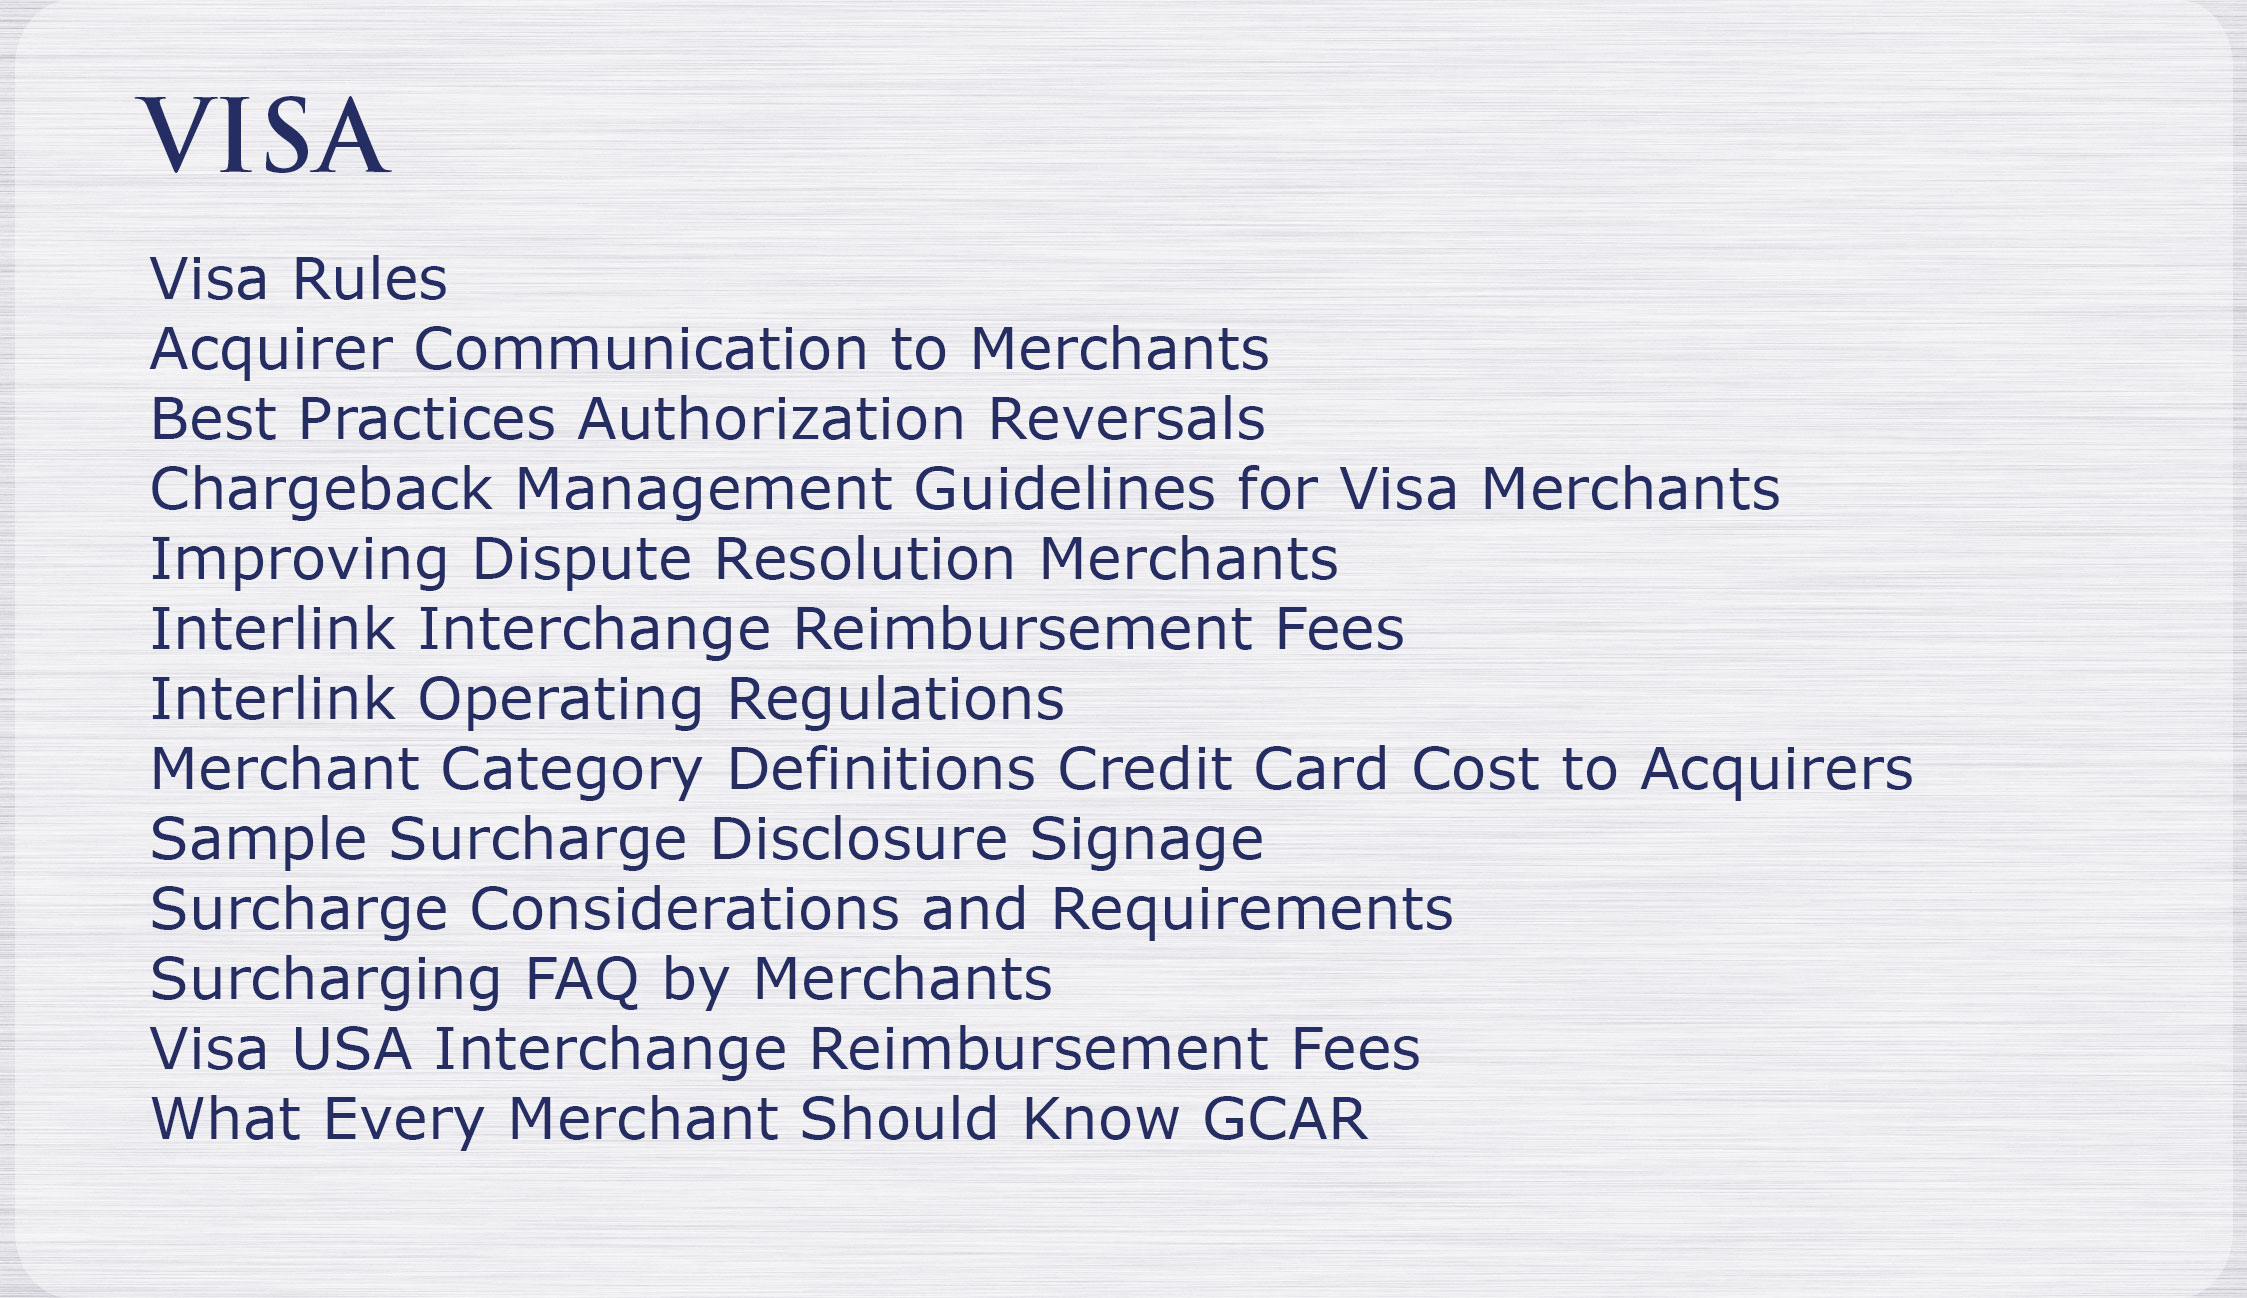 VISA
Visa Rules
Acquirer Communication to Merchants
Best Practices Authorization Reversals
Chargeback Management Guidelines for Visa Merchants
Improving Dispute Resolution Merchants
Interlink Interchange Reimbursement Fees
Interlink Operating Regulations
Merchant Category Definitions Credit Card Cost to Acquirers
Sample Surcharge Disclosure Signage
Surcharge Considerations and Requirements
Surcharging FAQ by Merchants
Visa USA Interchange Reimbursement Fees
What Every Merchant Should Know GCAR